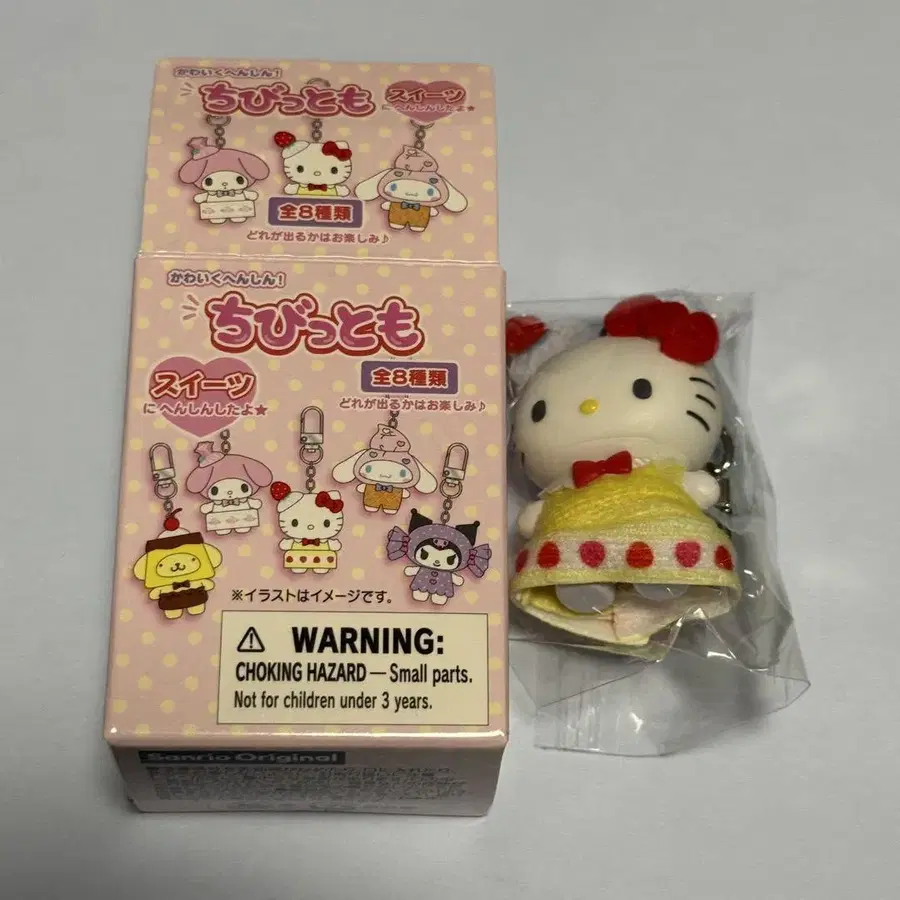 かわいくへんしん!
ちびっとも
スイーツ
にへんしんしたよ★
全8種類
どれが出るかはお楽しみ♪
かわいくへんしん!
ちびっとも
スイーツ
にへんしんしたよ★
全8種類
どれが出るかはお楽しみ♪
※イラストはイメージです。
⚠ WARNING:
CHOKING HAZARD — Small parts.
Not for children under 3 years.
Sanrio Original